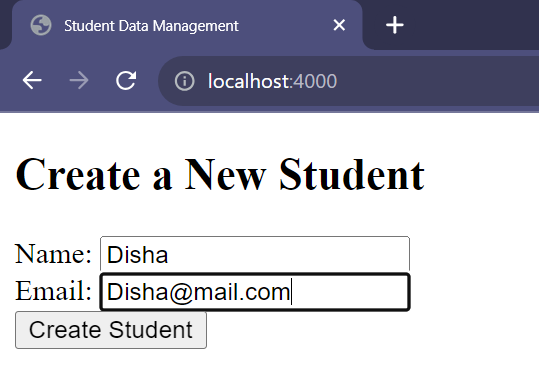 Student Data Management
localhost:4000
Create a New Student
Name: Disha
Email: Disha@mail.com
Create Student